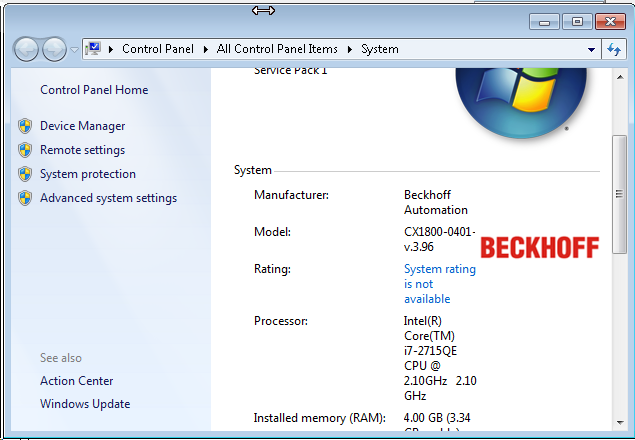 Control Panel All Control Panel Items System
Control Panel Home
Device Manager
Remote settings
System protection
Advanced system settings
See also
Action Center
Windows Update
Service Pack 1
System
Manufacturer: Beckhoff
Automation
Model: CX1800-0401-
v.3.96
BECKHOFF
Rating: System rating
is not
available
Processor: Intel(R)
Core(TM)
i7-2715QE
CPU @
2.10GHz 2.10
GHz
Installed memory (RAM): 4.00 GB (3.34